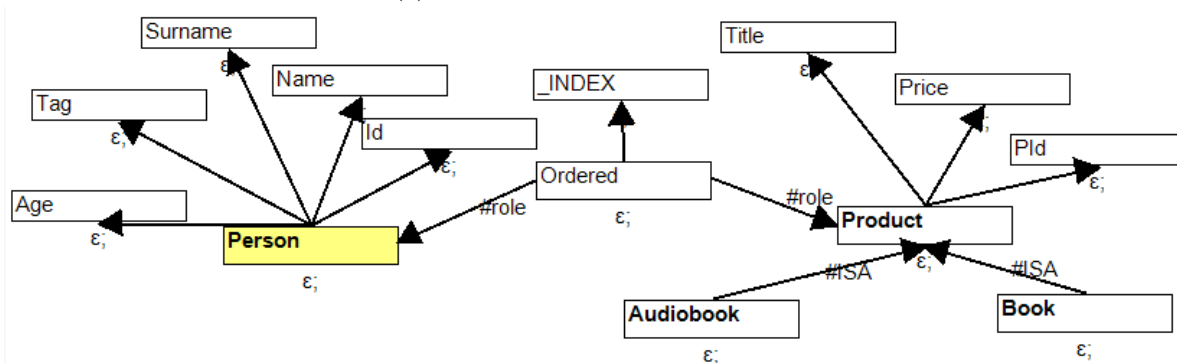 Surname
ε;
Title
ε;
Name
_INDEX
Price
;
Tag
ε;
Id
ε;
PId
ε;
Ordered
ε;
Age
ε;
#role
#role
Person
ε;
Product
ε;
#ISA
#ISA
Audiobook
ε;
Book
ε;